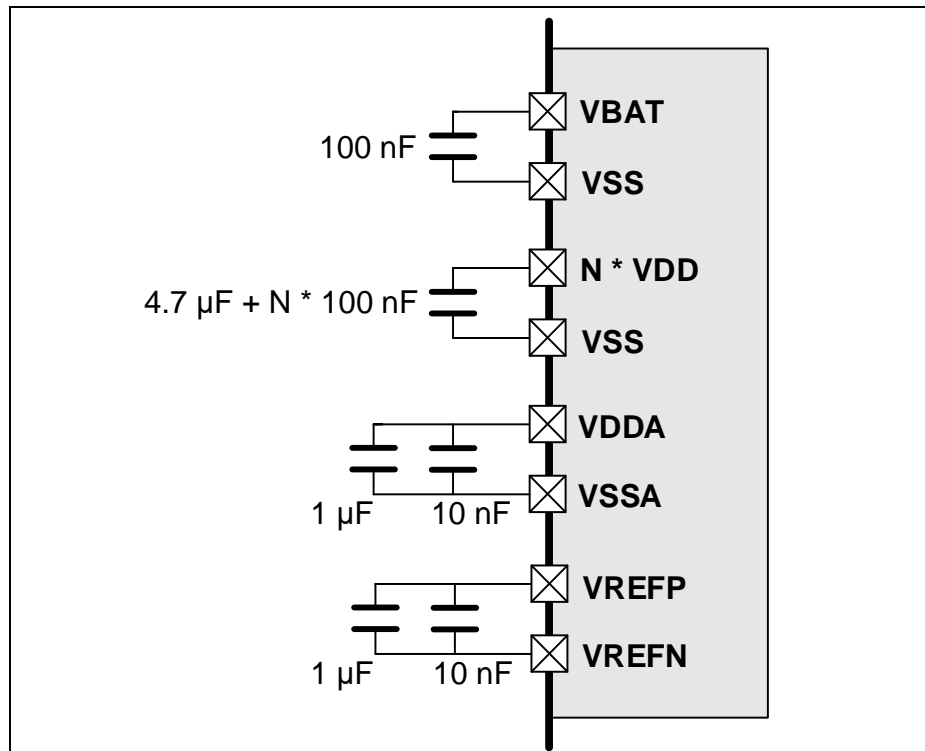 VBAT
100 nF
VSS
N * VDD
4.7 µF + N * 100 nF
VSS
VDDA
VSSA
1 µF 10 nF
VREFP
VREFN
1 µF 10 nF